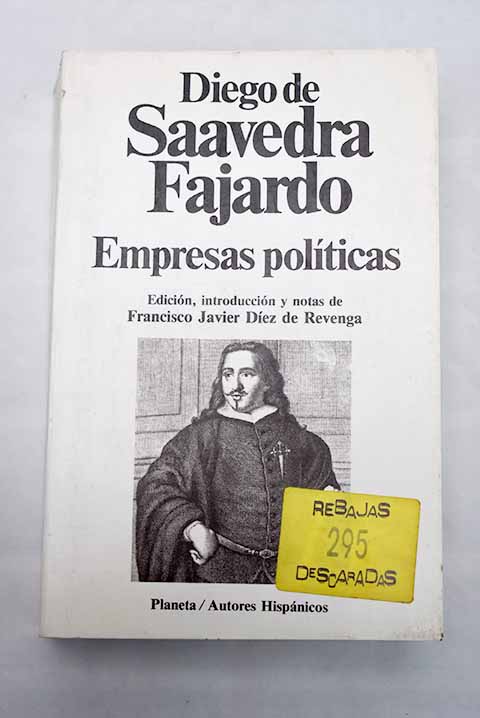 Diego de
Saavedra
Fajardo
Empresas políticas
Edición, introducción y notas de
Francisco Javier Díez de Revenga
REBAJAS
295
DESCARADAS
Planeta / Autores Hispánicos